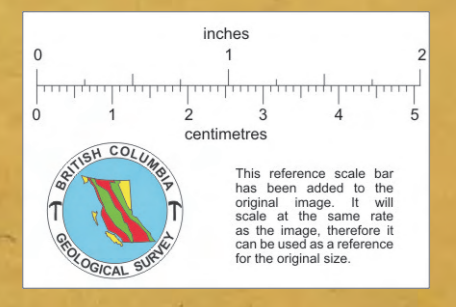 inches
0 1 2
0 1 2 3 4 5
centimetres
BRITISH COLUMBIA
GEOLOGICAL SURVEY
This reference scale bar
has been added to the
original image. It will
scale at the same rate
as the image, therefore it
can be used as a reference
for the original size.